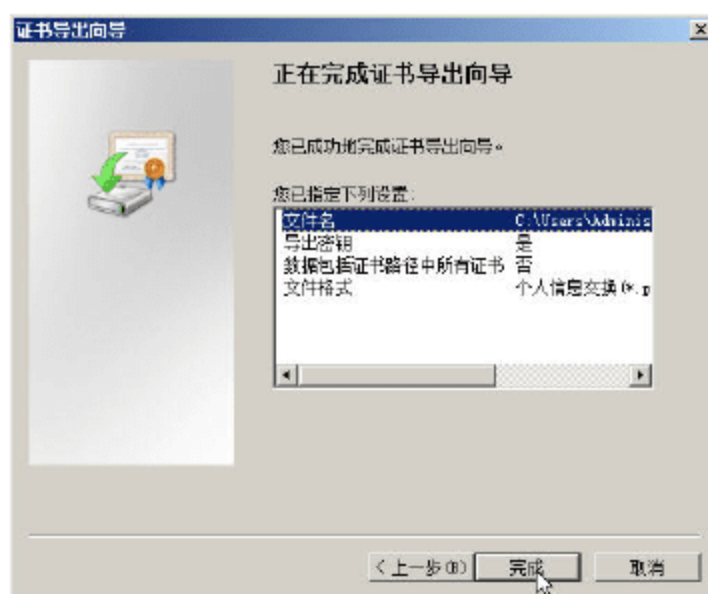 证书导出向导
正在完成证书导出向导
您已成功地完成证书导出向导。
您已指定下列设置:
文件名 C:\Users\Adminis
导出密钥 是
数据包括证书路径中所有证书 否
文件格式 个人信息交换(*.p
<上一步(B) 完成 取消